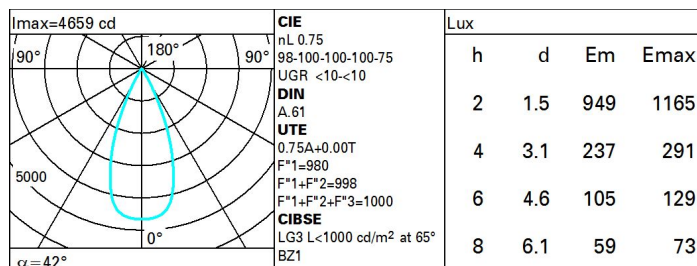 Imax=4659 cd
90°
180°
90°
5000
0°
α=42°
CIE
nL 0.75
98-100-100-100-75
UGR <10-<10
DIN
A.61
UTE
0.75A+0.00T
F"1=980
F"1+F"2=998
F"1+F"2+F"3=1000
CIBSE
LG3 L<1000 cd/m² at 65°
BZ1
Lux
h d Em Emax
2 1.5 949 1165
4 3.1 237 291
6 4.6 105 129
8 6.1 59 73